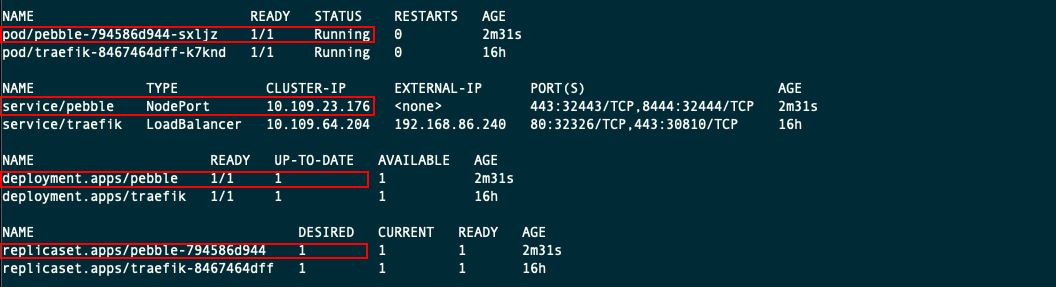 NAME READY STATUS RESTARTS AGE
pod/pebble-794586d944-sxljz 1/1 Running 0 2m31s
pod/traefik-8467464dff-k7knd 1/1 Running 0 16h
NAME TYPE CLUSTER-IP EXTERNAL-IP PORT(S) AGE
service/pebble NodePort 10.109.23.176 <none> 443:32443/TCP,8444:32444/TCP 2m31s
service/traefik LoadBalancer 10.109.64.204 192.168.86.240 80:32326/TCP,443:30810/TCP 16h
NAME READY UP-TO-DATE AVAILABLE AGE
deployment.apps/pebble 1/1 1 1 2m31s
deployment.apps/traefik 1/1 1 1 16h
NAME DESIRED CURRENT READY AGE
replicaset.apps/pebble-794586d944 1 1 1 2m31s
replicaset.apps/traefik-8467464dff 1 1 1 16h